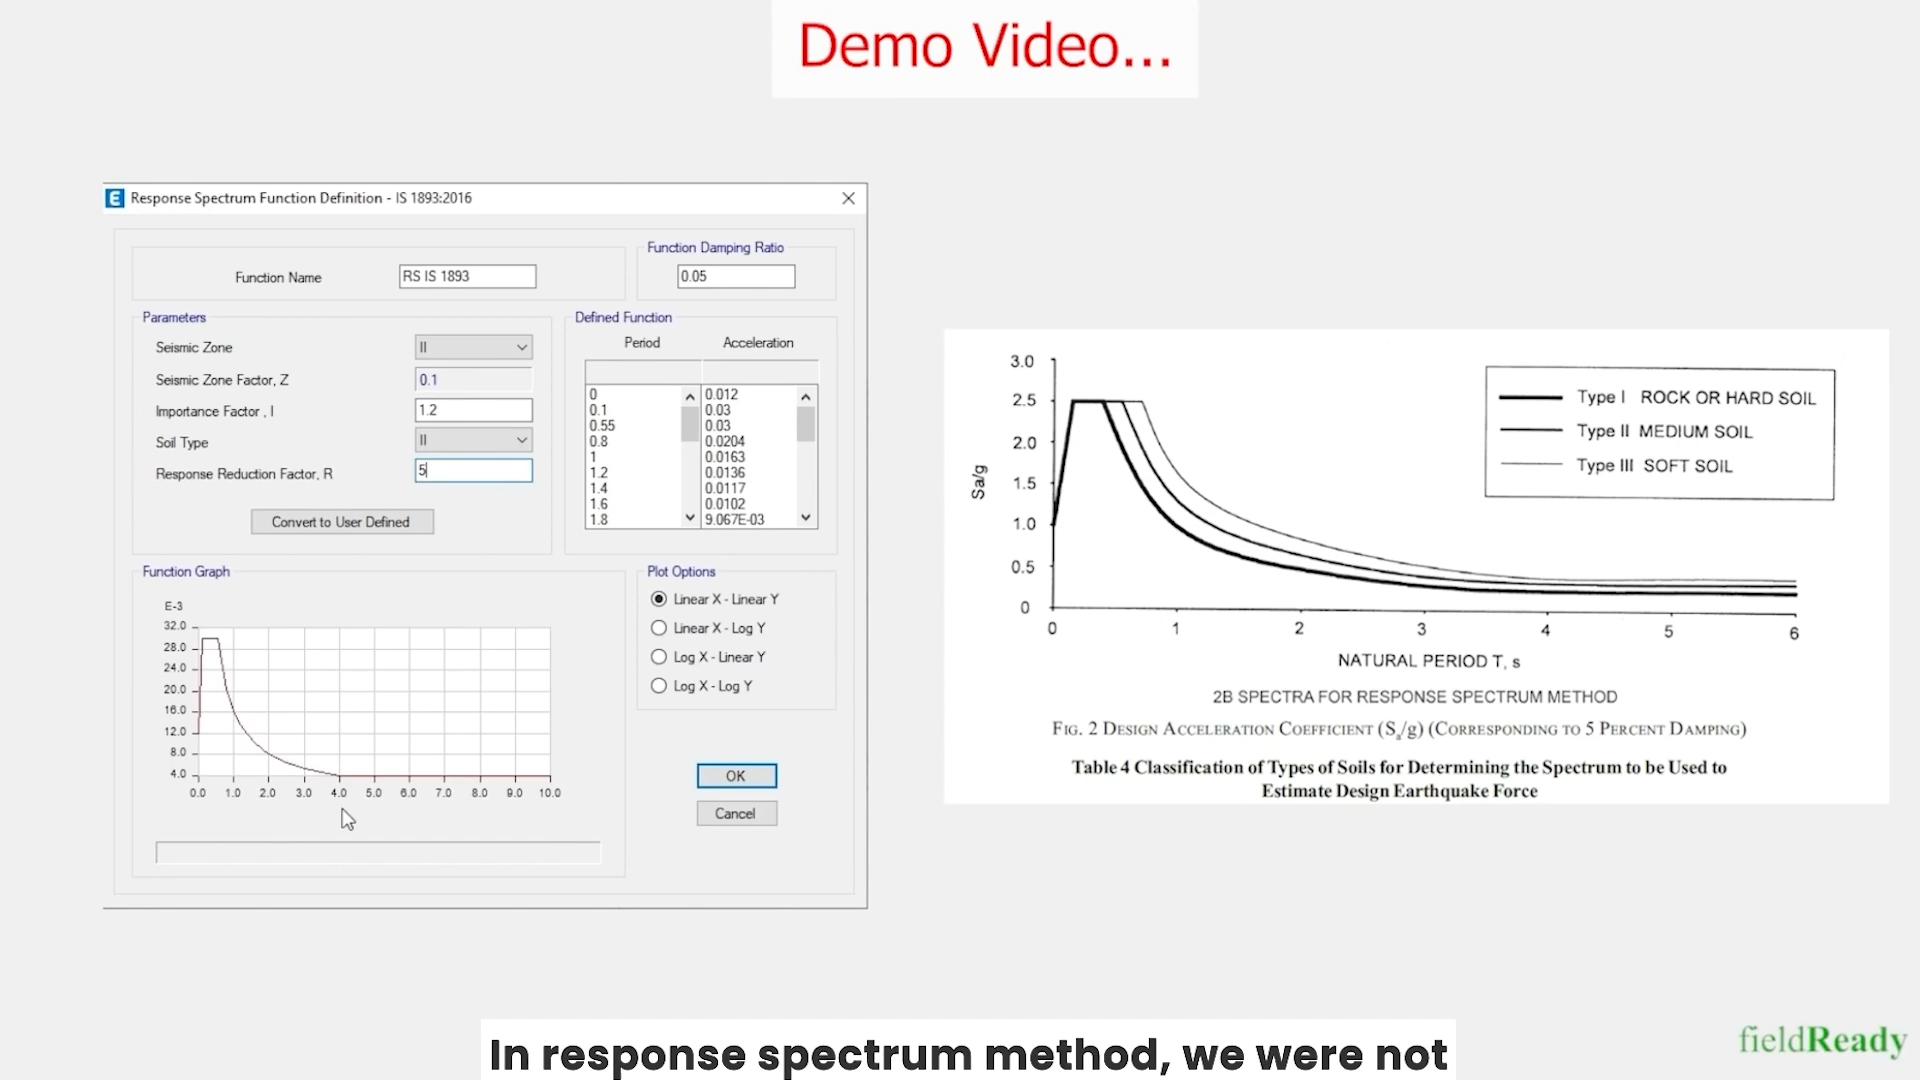 Demo Video...
Response Spectrum Function Definition - IS 1893:2016
Function Name
RS IS 1893
Function Damping Ratio
0.05
Parameters
Seismic Zone
II
Seismic Zone Factor, Z
0.1
Importance Factor , I
1.2
Soil Type
II
Response Reduction Factor, R
5
Convert to User Defined
Defined Function
Period Acceleration
0 0.012
0.1 0.03
0.55 0.03
0.8 0.0204
1 0.0163
1.2 0.0136
1.4 0.0117
1.6 0.0102
1.8 9.067E-03
Function Graph
E-3
32.0
28.0
24.0
20.0
16.0
12.0
8.0
4.0
0.0 1.0 2.0 3.0 4.0 5.0 6.0 7.0 8.0 9.0 10.0
Plot Options
Linear X - Linear Y
Linear X - Log Y
Log X - Linear Y
Log X - Log Y
OK
Cancel
3.0
2.5
2.0
1.5
1.0
0.5
0
Sa/g
Type I ROCK OR HARD SOIL
Type II MEDIUM SOIL
Type III SOFT SOIL
0 1 2 3 4 5 6
NATURAL PERIOD T, s
2B SPECTRA FOR RESPONSE SPECTRUM METHOD
FIG. 2 DESIGN ACCELERATION COEFFICIENT (Sa/g) (CORRESPONDING TO 5 PERCENT DAMPING)
Table 4 Classification of Types of Soils for Determining the Spectrum to be Used to
Estimate Design Earthquake Force
In response spectrum method, we were not
fieldReady